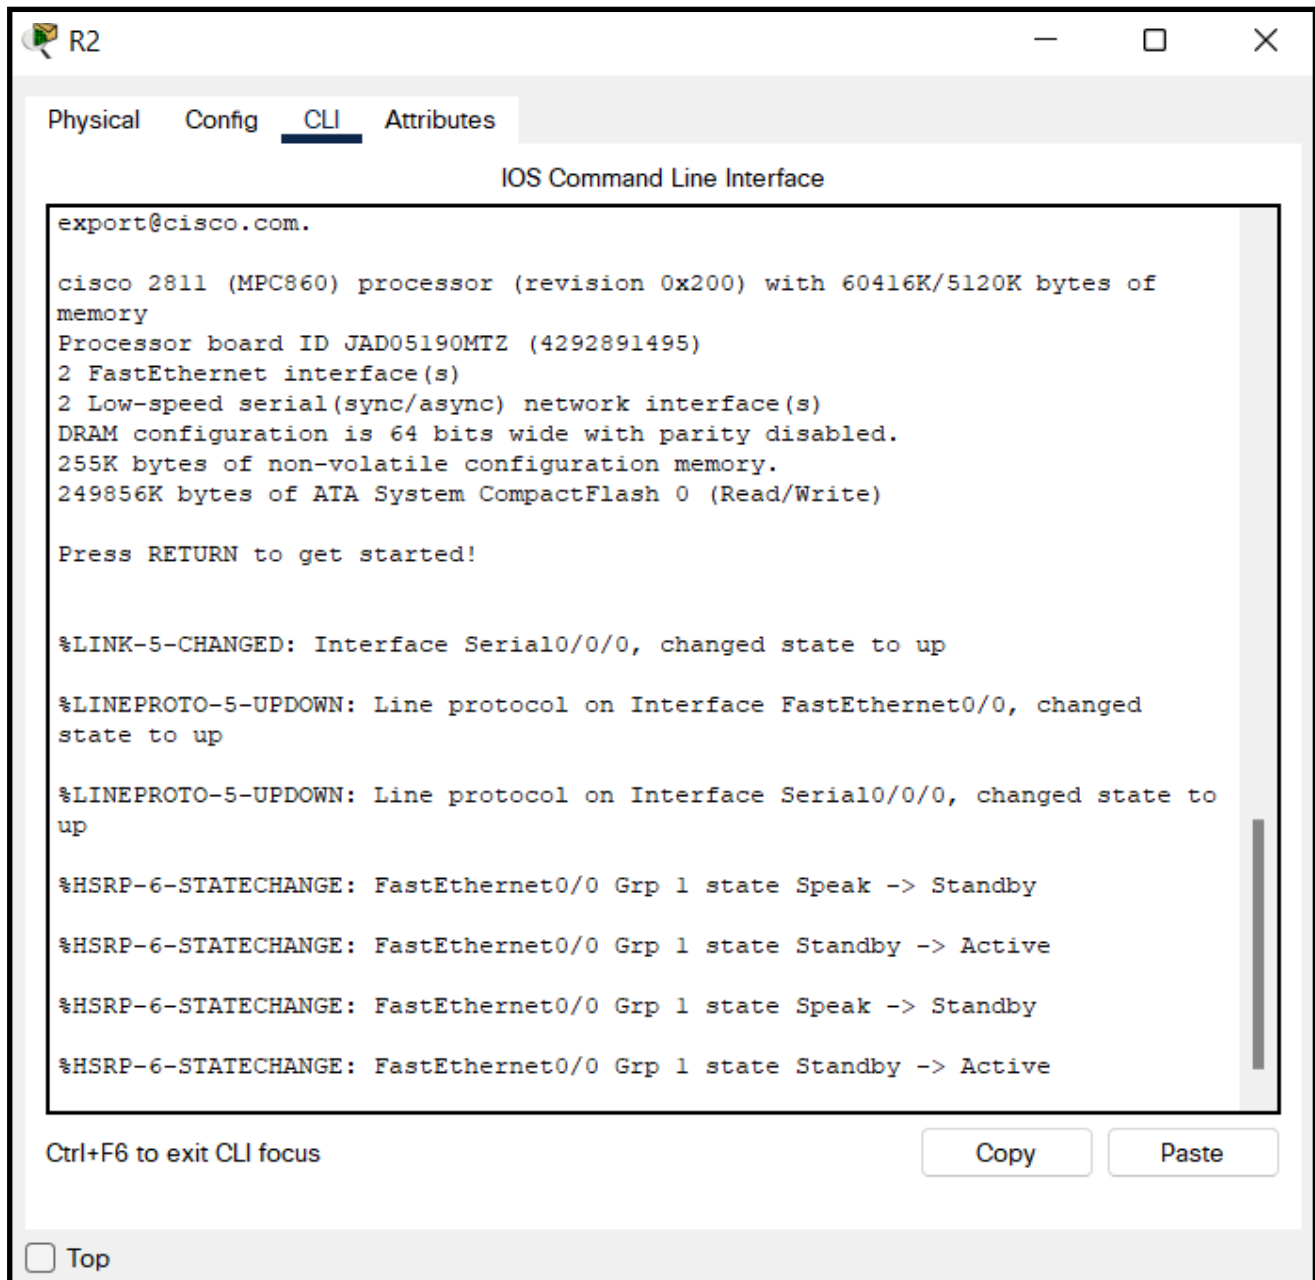 R2
Physical Config CLI Attributes
IOS Command Line Interface
export@cisco.com.
cisco 2811 (MPC860) processor (revision 0x200) with 60416K/5120K bytes of
memory
Processor board ID JAD05190MTZ (4292891495)
2 FastEthernet interface(s)
2 Low-speed serial(sync/async) network interface(s)
DRAM configuration is 64 bits wide with parity disabled.
255K bytes of non-volatile configuration memory.
249856K bytes of ATA System CompactFlash 0 (Read/Write)
Press RETURN to get started!
%LINK-5-CHANGED: Interface Serial0/0/0, changed state to up
%LINEPROTO-5-UPDOWN: Line protocol on Interface FastEthernet0/0, changed
state to up
%LINEPROTO-5-UPDOWN: Line protocol on Interface Serial0/0/0, changed state to
up
%HSRP-6-STATECHANGE: FastEthernet0/0 Grp 1 state Speak -> Standby
%HSRP-6-STATECHANGE: FastEthernet0/0 Grp 1 state Standby -> Active
%HSRP-6-STATECHANGE: FastEthernet0/0 Grp 1 state Speak -> Standby
%HSRP-6-STATECHANGE: FastEthernet0/0 Grp 1 state Standby -> Active
Ctrl+F6 to exit CLI focus
Copy Paste
Top